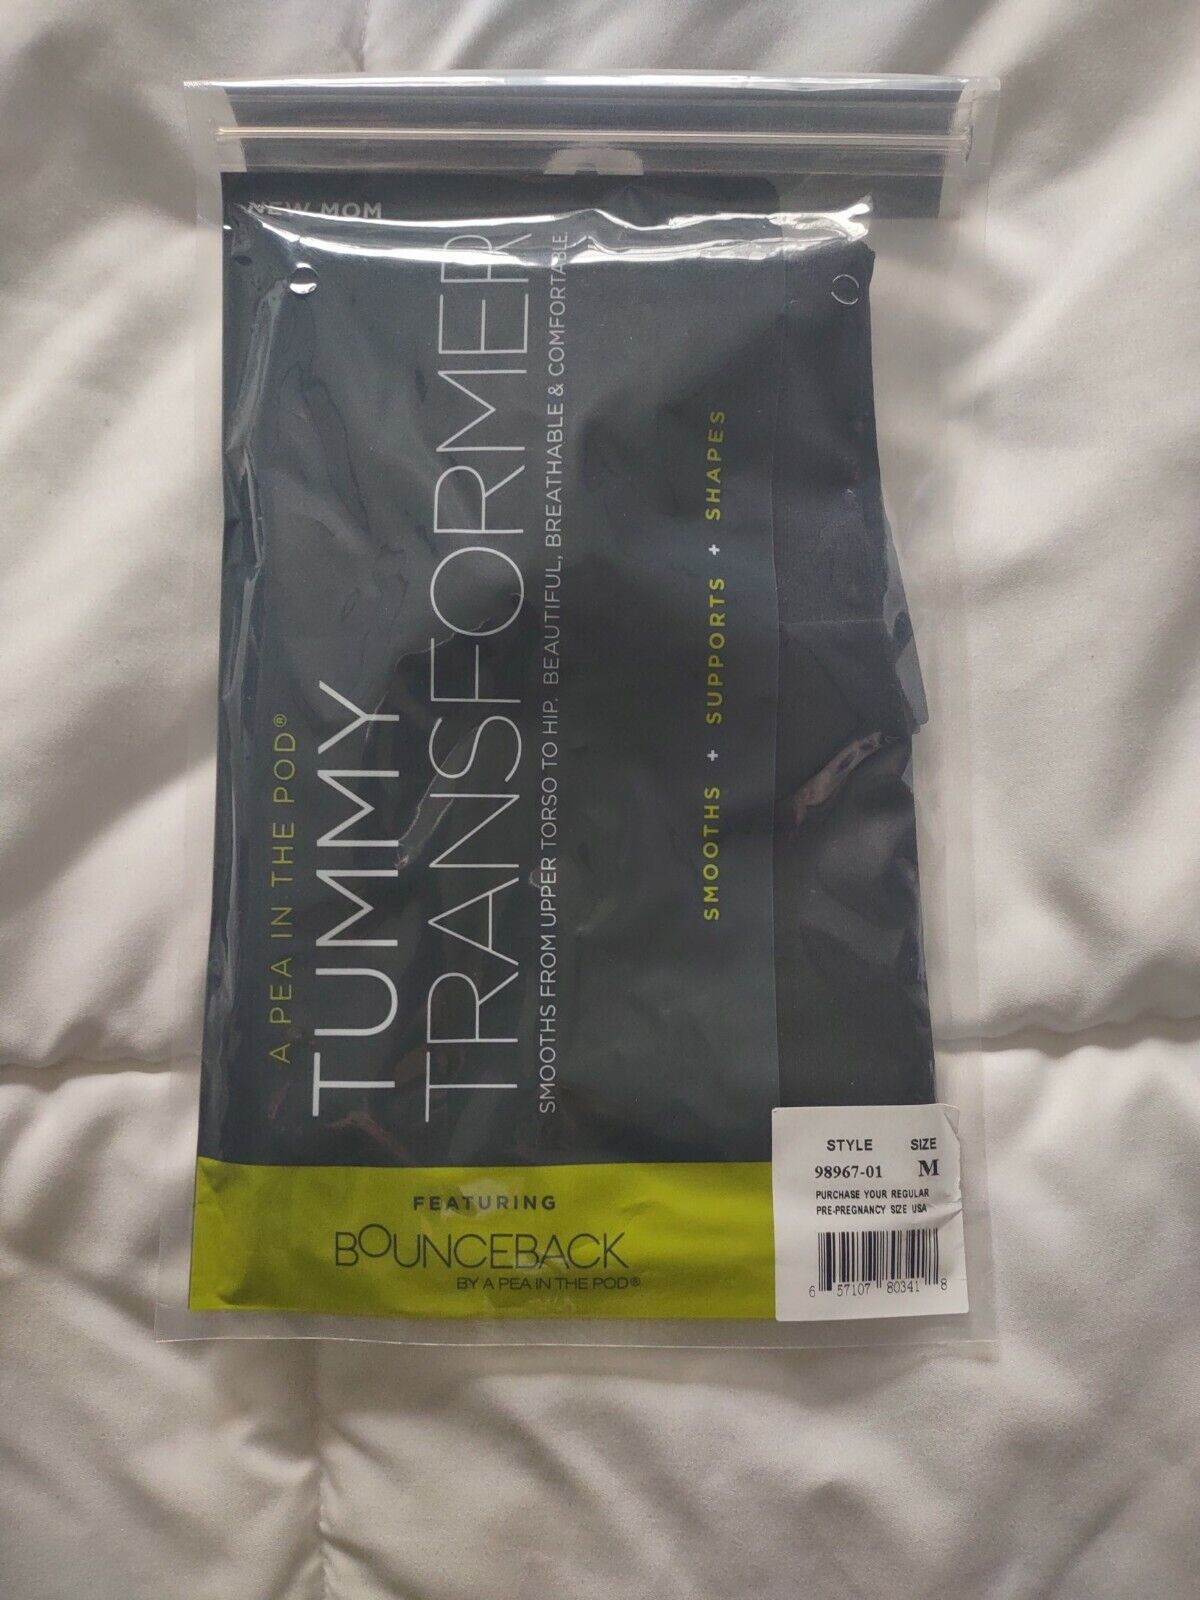 NEW MOM
A PEA IN THE POD®
TUMMY
TRANSFORMER
SMOOTHS FROM UPPER TORSO TO HIP. BEAUTIFUL, BREATHABLE & COMFORTABLE.
SMOOTHS + SUPPORTS + SHAPES
FEATURING
BOUNCEBACK
BY A PEA IN THE POD®
STYLE SIZE
98967-01 M
PURCHASE YOUR REGULAR
PRE-PREGNANCY SIZE USA
6 57107 80341 8